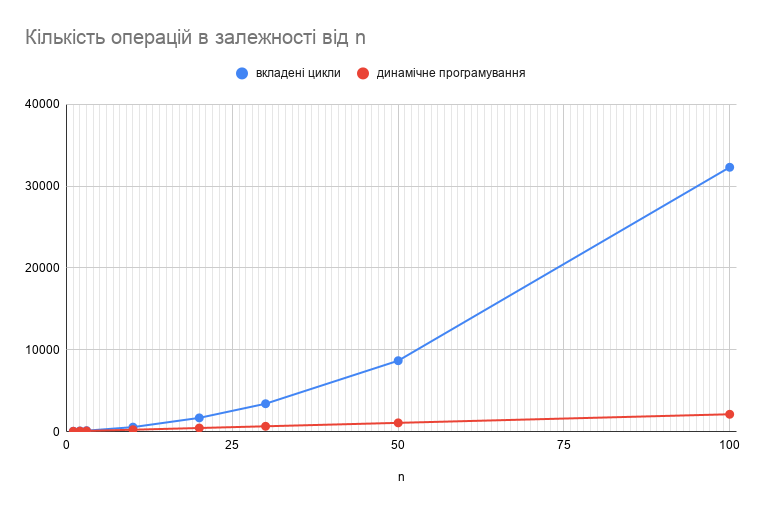 Кількість операцій в залежності від n
вкладені цикли
динамічне програмування
40000
30000
20000
10000
0
0 25 50 75 100
n